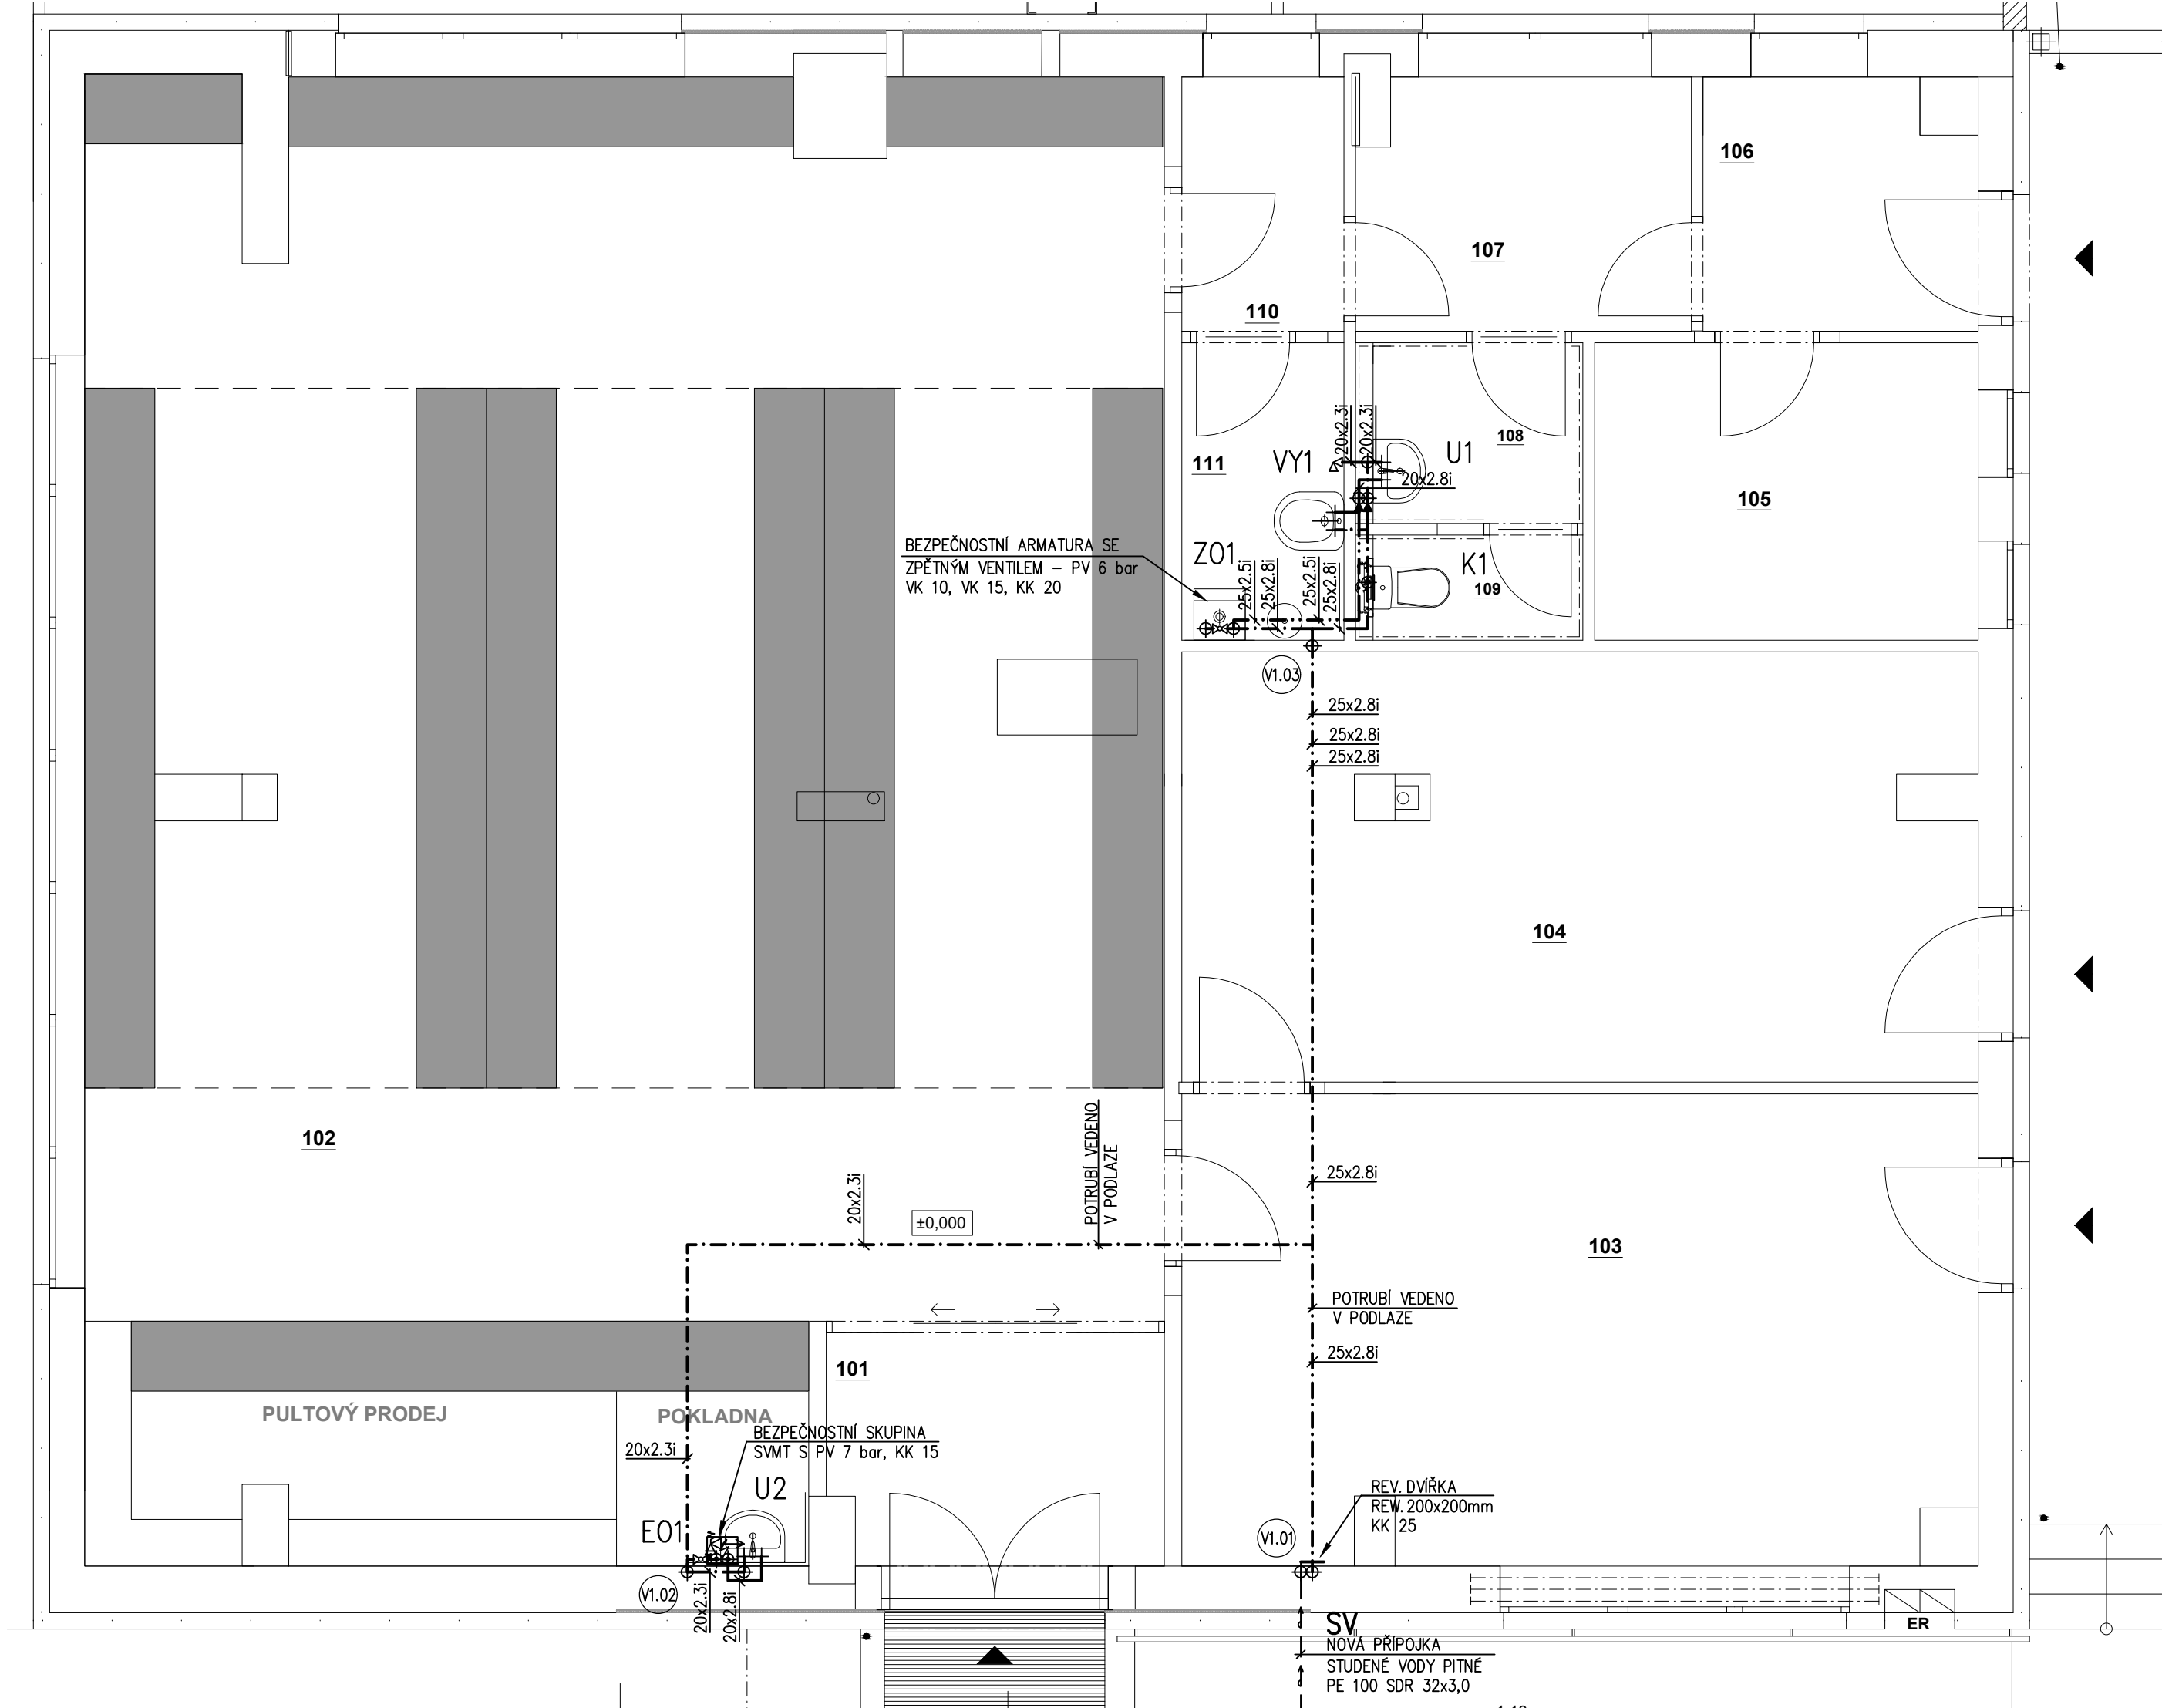 106
107
110
20x2.3i
20x2.3i
108
U1
VY1
111
20x2.8i
105
BEZPEČNOSTNÍ ARMATURA SE
ZPĚTNÝM VENTILEM – PV 6 bar
VK 10, VK 15, KK 20
ZO1
25x2.5i
25x2.8i
25x2.5i
25x2.8i
K1
109
V1.03
25x2.8i
25x2.8i
25x2.8i
104
102
POTRUBÍ VEDENO
V PODLAZE
20x2.3i
±0,000
25x2.8i
103
POTRUBÍ VEDENO
V PODLAZE
25x2.8i
101
PULTOVÝ PRODEJ
POKLADNA
BEZPEČNOSTNÍ SKUPINA
SVMT S PV 7 bar, KK 15
20x2.3i
U2
EO1
REV. DVÍŘKA
REW. 200x200mm
KK 25
V1.01
V1.02
20x2.3i
20x2.8i
SV
NOVÁ PŘÍPOJKA
STUDENÉ VODY PITNÉ
PE 100 SDR 32x3,0
ER